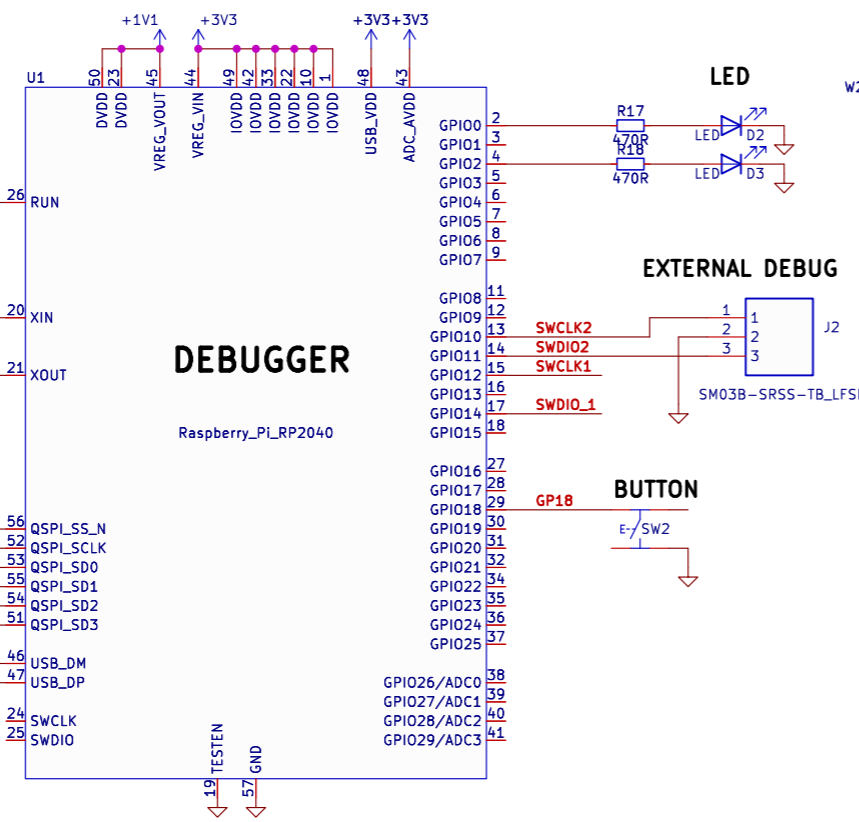 +1V1 +3V3 +3V3 +3V3
U1
50 23 45 44 49 42 33 22 10 1 48 43
DVDD DVDD VREG_VOUT VREG_VIN IOVDD IOVDD IOVDD IOVDD IOVDD IOVDD USB_VDD ADC_AVDD
LED
GPIO0 2 R17 470R LED D2
GPIO1 3
GPIO2 4 R18 470R LED D3
GPIO3 5
26 RUN GPIO4 6
GPIO5 7
GPIO6 8
GPIO7 9
EXTERNAL DEBUG
GPIO8 11
20 XIN GPIO9 12 1 1
GPIO10 13 SWCLK2 2 2 J2
GPIO11 14 SWDIO2 3 3
21 XOUT GPIO12 15 SWCLK1
DEBUGGER
GPIO13 16
GPIO14 17 SWDIO_1
Raspberry_Pi_RP2040 GPIO15 18
GPIO16 27
GPIO17 28
BUTTON
GPIO18 29 GP18
56 QSPI_SS_N GPIO19 30 SW2
52 QSPI_SCLK GPIO20 31
53 QSPI_SD0 GPIO21 32
55 QSPI_SD1 GPIO22 34
54 QSPI_SD2 GPIO23 35
51 QSPI_SD3 GPIO24 36
GPIO25 37
46 USB_DM
47 USB_DP GPIO26/ADC0 38
GPIO27/ADC1 39
24 SWCLK GPIO28/ADC2 40
25 SWDIO GPIO29/ADC3 41
TESTEN GND
19 57